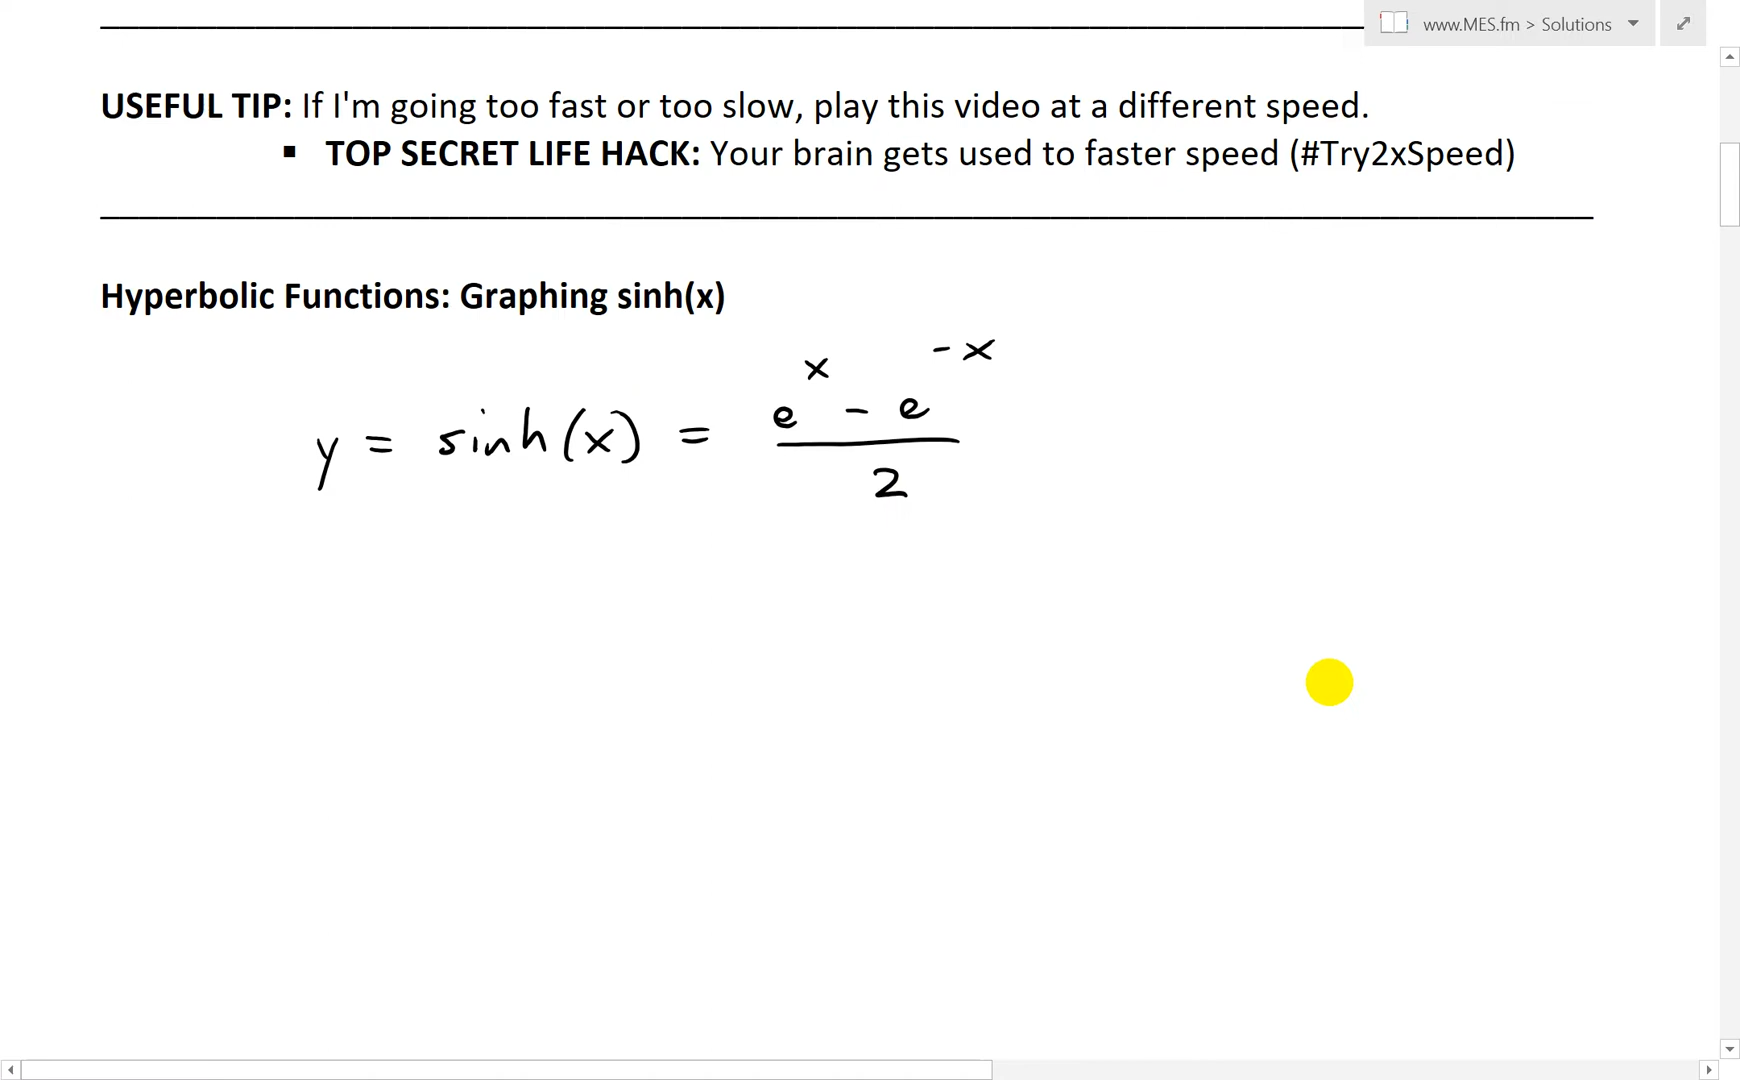 www.MES.fm > Solutions
USEFUL TIP: If I'm going too fast or too slow, play this video at a different speed.
▪ TOP SECRET LIFE HACK: Your brain gets used to faster speed (#Try2xSpeed)
Hyperbolic Functions: Graphing sinh(x)
y = sinh(x) = (e^x - e^-x)/2